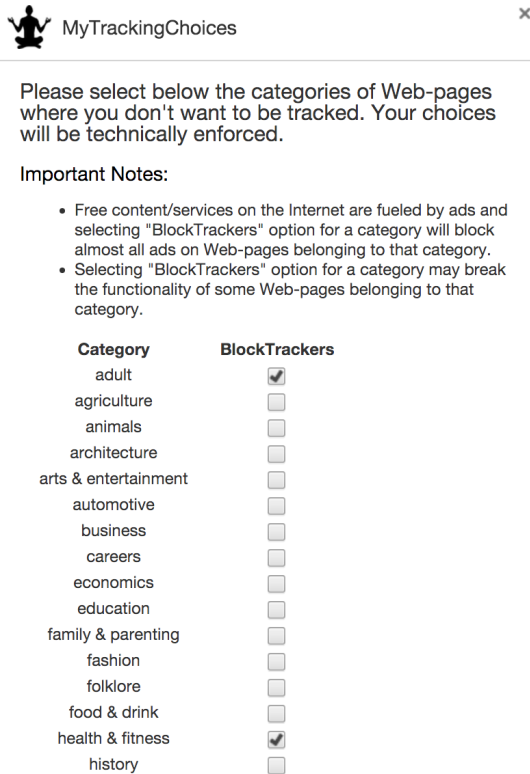 MyTrackingChoices
Please select below the categories of Web-pages
where you don't want to be tracked. Your choices
will be technically enforced.
Important Notes:
• Free content/services on the Internet are fueled by ads and
selecting "BlockTrackers" option for a category will block
almost all ads on Web-pages belonging to that category.
• Selecting "BlockTrackers" option for a category may break
the functionality of some Web-pages belonging to that
category.
Category BlockTrackers
adult
agriculture
animals
architecture
arts & entertainment
automotive
business
careers
economics
education
family & parenting
fashion
folklore
food & drink
health & fitness
history